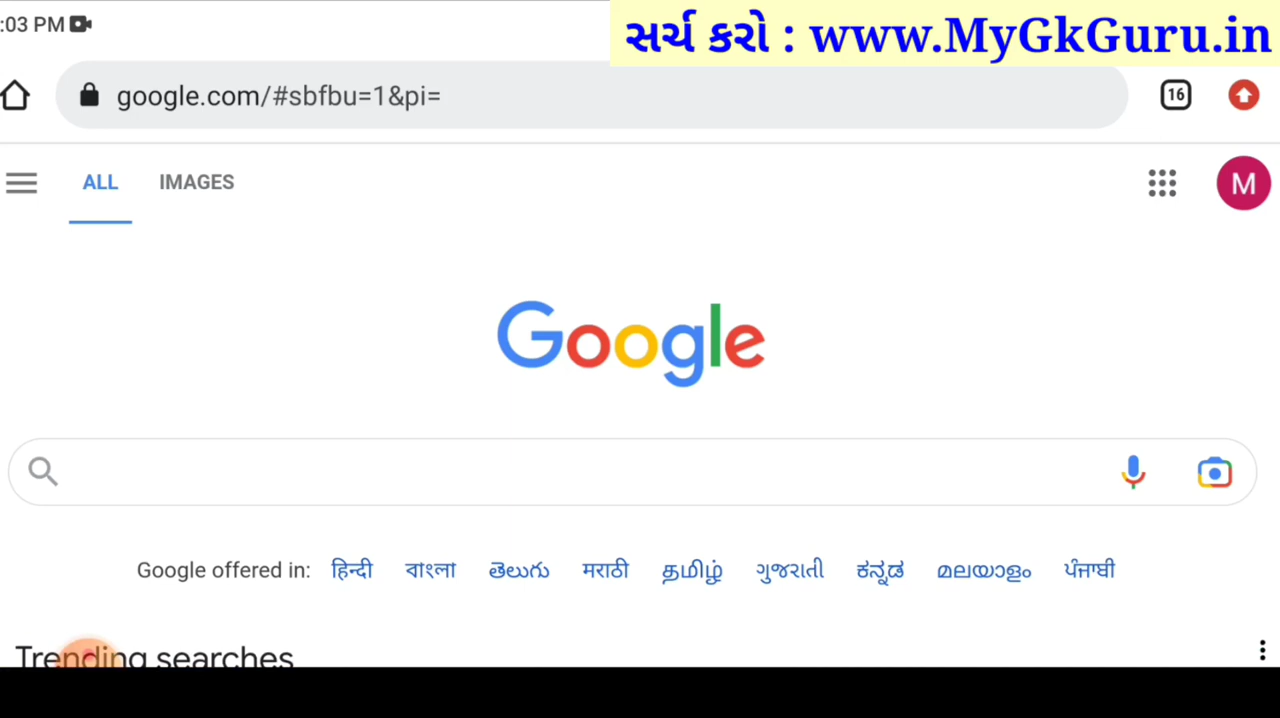 :03 PM
સર્ચ કરો : www.MyGkGuru.in
google.com/#sbfbu=1&pi=
16
ALL IMAGES
M
Google
Google offered in: हिन्दी বাংলা తెలుగు मराठी தமிழ் ગુજરાતી ಕನ್ನಡ മലയാളം ਪੰਜਾਬੀ
Trending searches